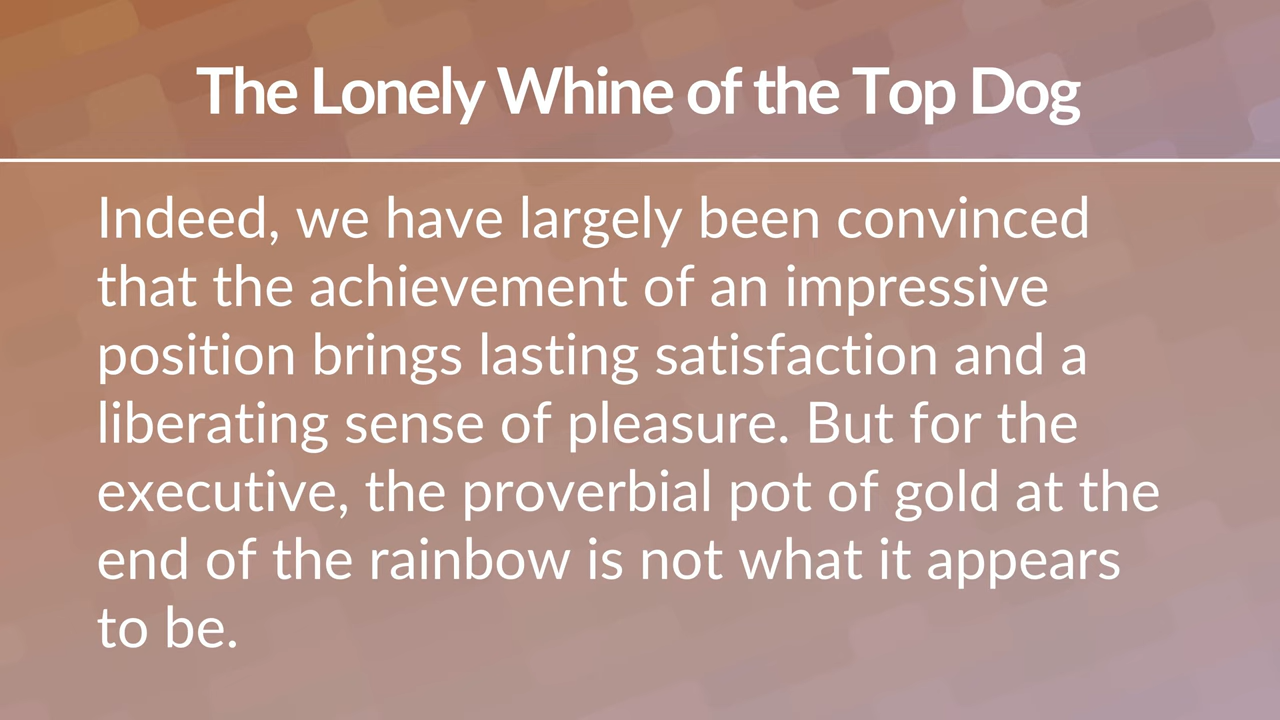 The Lonely Whine of the Top Dog
Indeed, we have largely been convinced
that the achievement of an impressive
position brings lasting satisfaction and a
liberating sense of pleasure. But for the
executive, the proverbial pot of gold at the
end of the rainbow is not what it appears
to be.